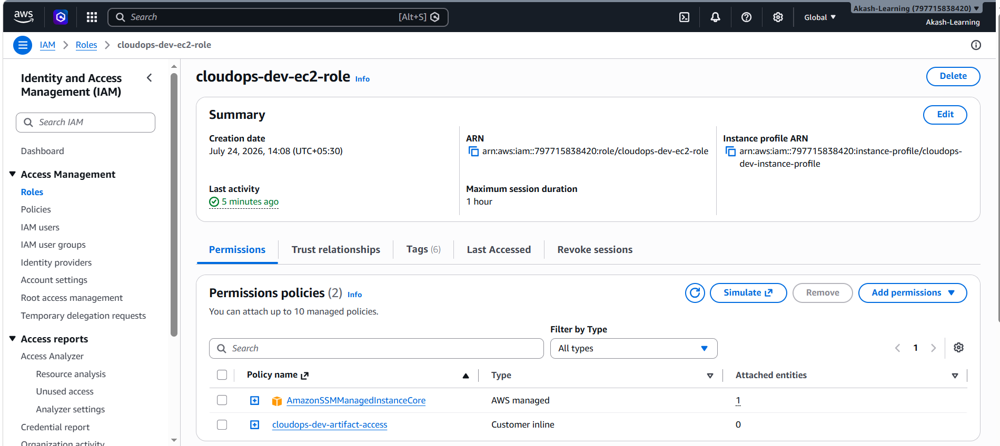 aws
Search
[Alt+S]
Global
Akash-Learning (797715838420)
Akash-Learning
IAM
Roles
cloudops-dev-ec2-role
Identity and Access
Management (IAM)
Search IAM
Dashboard
Access Management
Roles
Policies
IAM users
IAM user groups
Identity providers
Account settings
Root access management
Temporary delegation requests
Access reports
Access Analyzer
Resource analysis
Unused access
Analyzer settings
Credential report
Organization activity
cloudops-dev-ec2-role Info
Delete
Summary
Edit
Creation date
July 24, 2026, 14:08 (UTC+05:30)
ARN
arn:aws:iam::797715838420:role/cloudops-dev-ec2-role
Instance profile ARN
arn:aws:iam::797715838420:instance-profile/cloudops-
dev-instance-profile
Last activity
5 minutes ago
Maximum session duration
1 hour
Permissions
Trust relationships
Tags (6)
Last Accessed
Revoke sessions
Permissions policies (2) Info
You can attach up to 10 managed policies.
Simulate
Remove
Add permissions
Filter by Type
Search
All types
1
Policy name
Type
Attached entities
AmazonSSMManagedInstanceCore
AWS managed
1
cloudops-dev-artifact-access
Customer inline
0